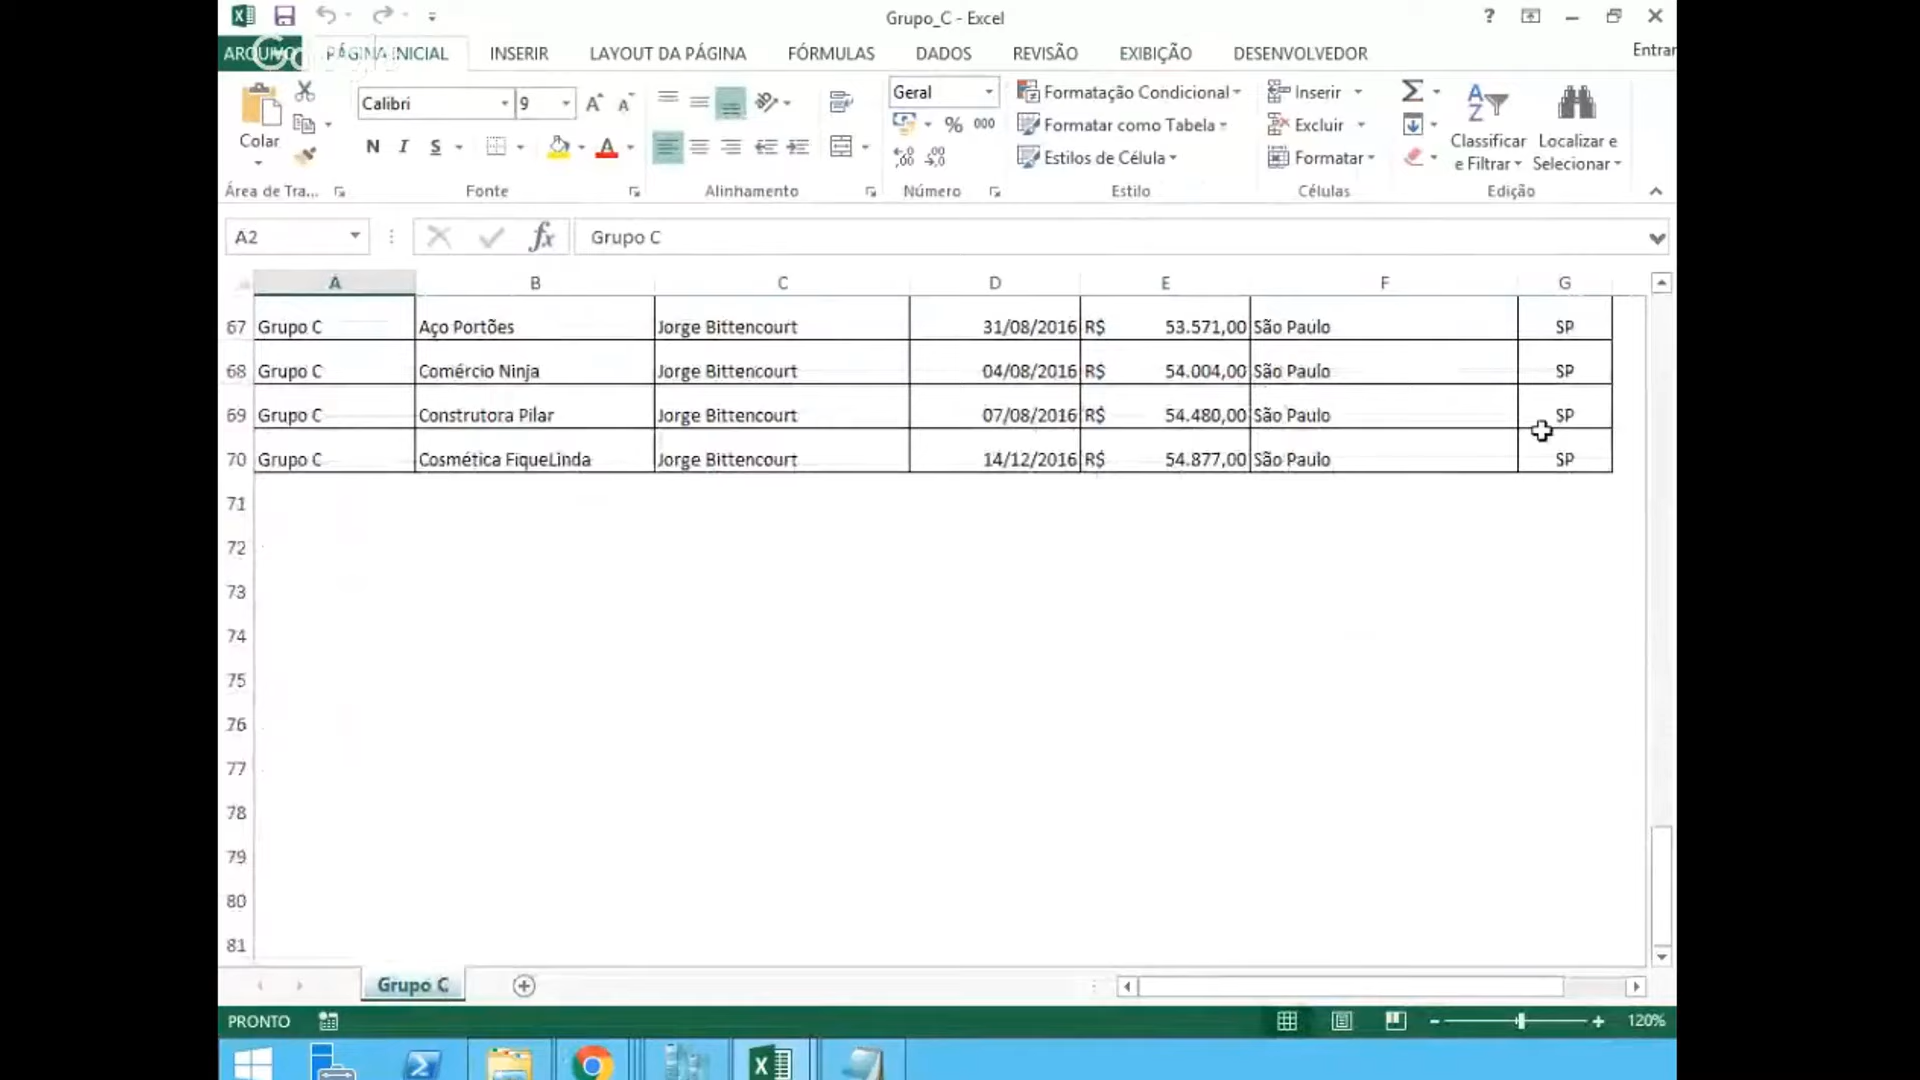 Grupo_C - Excel
?
ARQUIVO PÁGINA INICIAL INSERIR LAYOUT DA PÁGINA FÓRMULAS DADOS REVISÃO EXIBIÇÃO DESENVOLVEDOR Entrar
Colar
Calibri 9
N I S
Geral
% 000
Formatação Condicional
Formatar como Tabela
Estilos de Célula
Inserir
Excluir
Formatar
Classificar
e Filtrar
Localizar e
Selecionar
Área de Tra... Fonte Alinhamento Número Estilo Células Edição
A2 fx Grupo C
A B C D E F G
67 Grupo C Aço Portões Jorge Bittencourt 31/08/2016 R$ 53.571,00 São Paulo SP
68 Grupo C Comércio Ninja Jorge Bittencourt 04/08/2016 R$ 54.004,00 São Paulo SP
69 Grupo C Construtora Pilar Jorge Bittencourt 07/08/2016 R$ 54.480,00 São Paulo SP
70 Grupo C Cosmética FiqueLinda Jorge Bittencourt 14/12/2016 R$ 54.877,00 São Paulo SP
71
72
73
74
75
76
77
78
79
80
81
Grupo C
PRONTO 120%